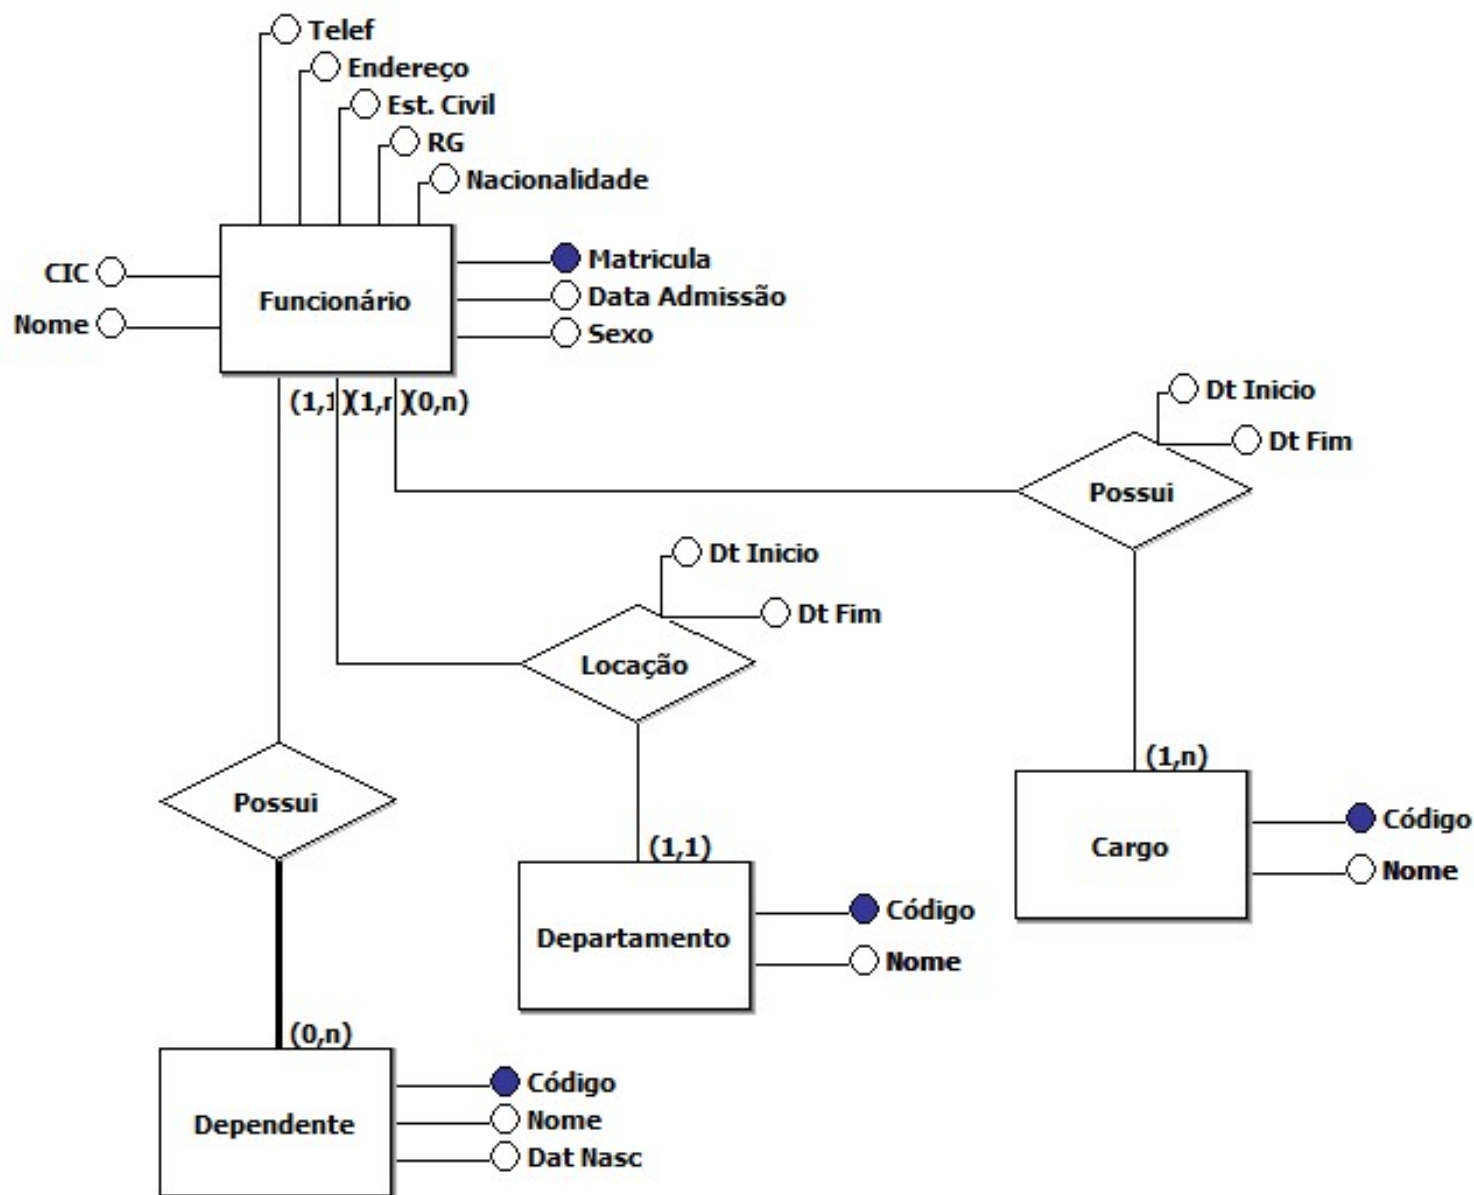 Telef
Endereço
Est. Civil
RG
Nacionalidade
CIC
Nome
Funcionário
Matricula
Data Admissão
Sexo
(0,n)
Dt Inicio
Dt Fim
Possui
Dt Inicio
Dt Fim
Locação
Possui
(1,n)
Cargo
Código
Nome
(1,1)
Departamento
Código
Nome
(0,n)
Dependente
Código
Nome
Dat Nasc